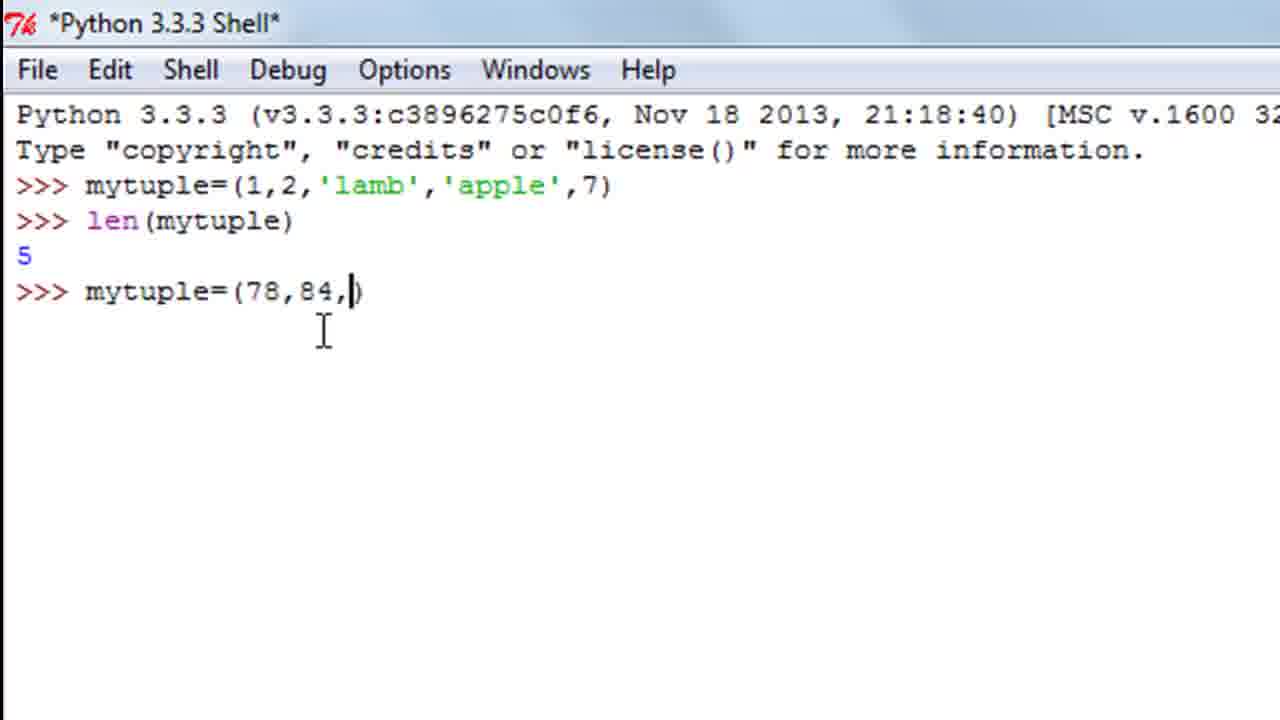 *Python 3.3.3 Shell*
File Edit Shell Debug Options Windows Help
Python 3.3.3 (v3.3.3:c3896275c0f6, Nov 18 2013, 21:18:40) [MSC v.1600 32
Type "copyright", "credits" or "license()" for more information.
>>> mytuple=(1,2,'lamb','apple',7)
>>> len(mytuple)
5
>>> mytuple=(78,84,)